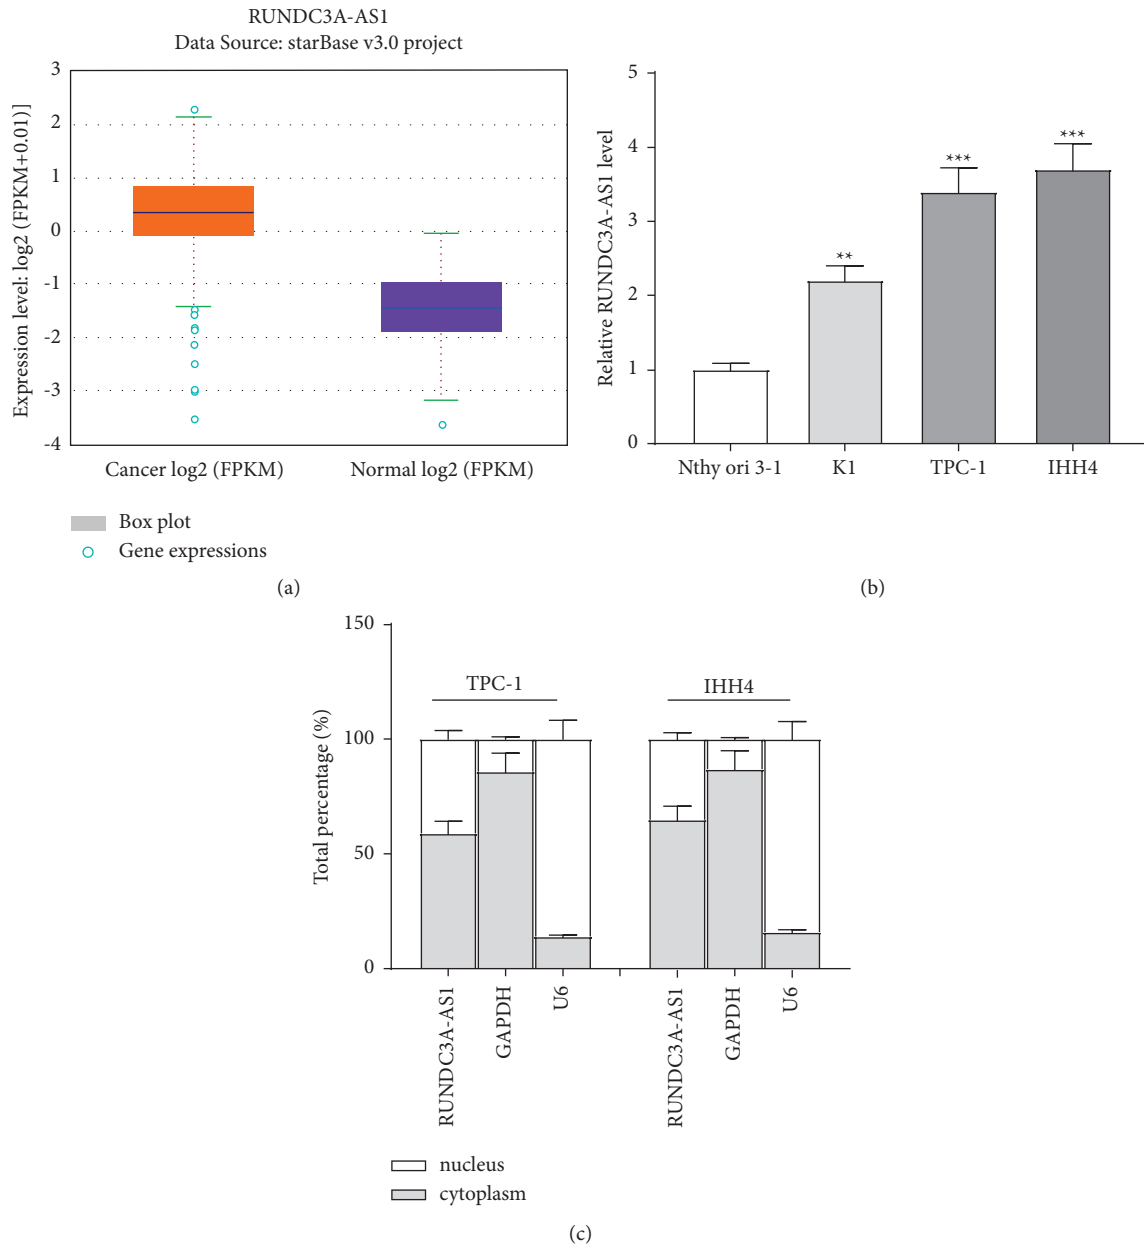 RUNDC3A-AS1
Data Source: starBase v3.0 project
Expression level: log2 (FPKM+0.01)]
3
2
1
0
-1
-2
-3
-4
Cancer log2 (FPKM)
Normal log2 (FPKM)
Box plot
Gene expressions
(a)
Relative RUNDC3A-AS1 level
5
4
3
2
1
0
**
***
***
Nthy ori 3-1
K1
TPC-1
IHH4
(b)
Total percentage (%)
150
100
50
0
TPC-1
IHH4
RUNDC3A-AS1
GAPDH
U6
RUNDC3A-AS1
GAPDH
U6
nucleus
cytoplasm
(c)